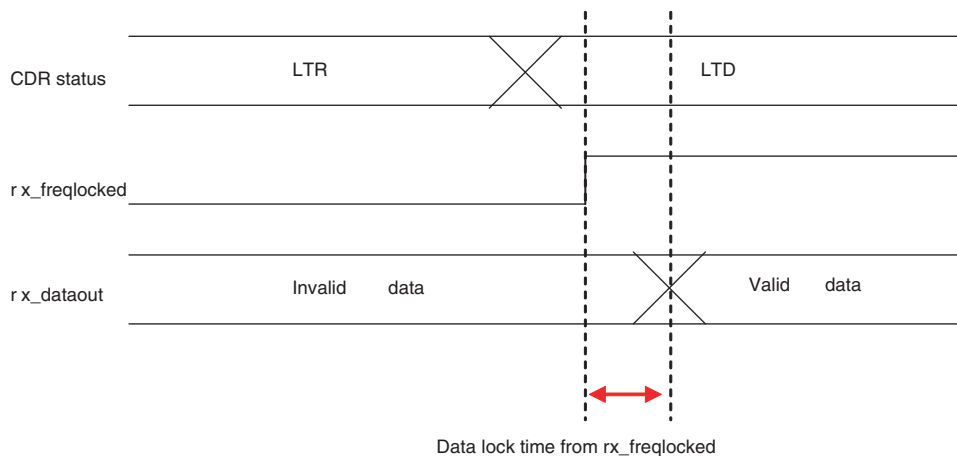 CDR status
LTR
LTD
r x_freqlocked
r x_dataout
Invalid data
Valid data
Data lock time from rx_freqlocked